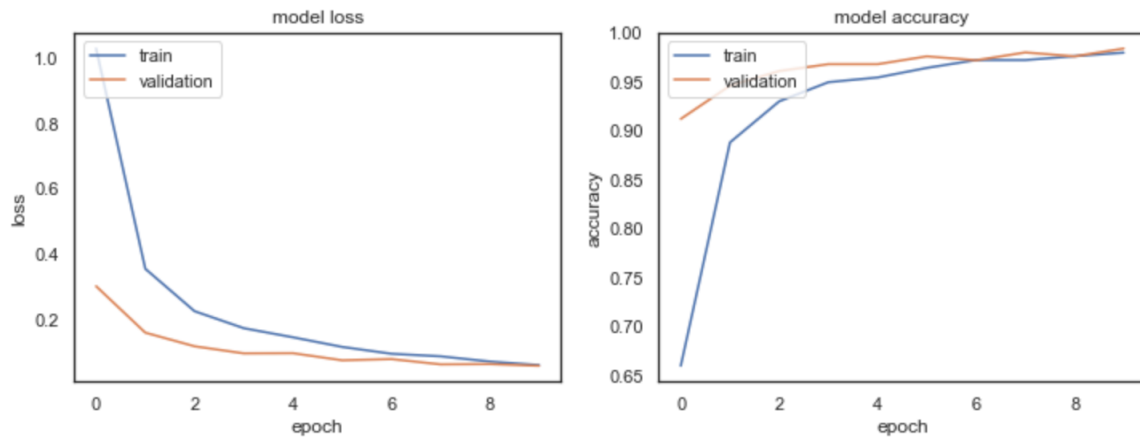 model loss
train
validation
1.0
0.8
0.6
0.4
0.2
loss
0 2 4 6 8
epoch
model accuracy
train
validation
1.00
0.95
0.90
0.85
0.80
0.75
0.70
0.65
accuracy
0 2 4 6 8
epoch